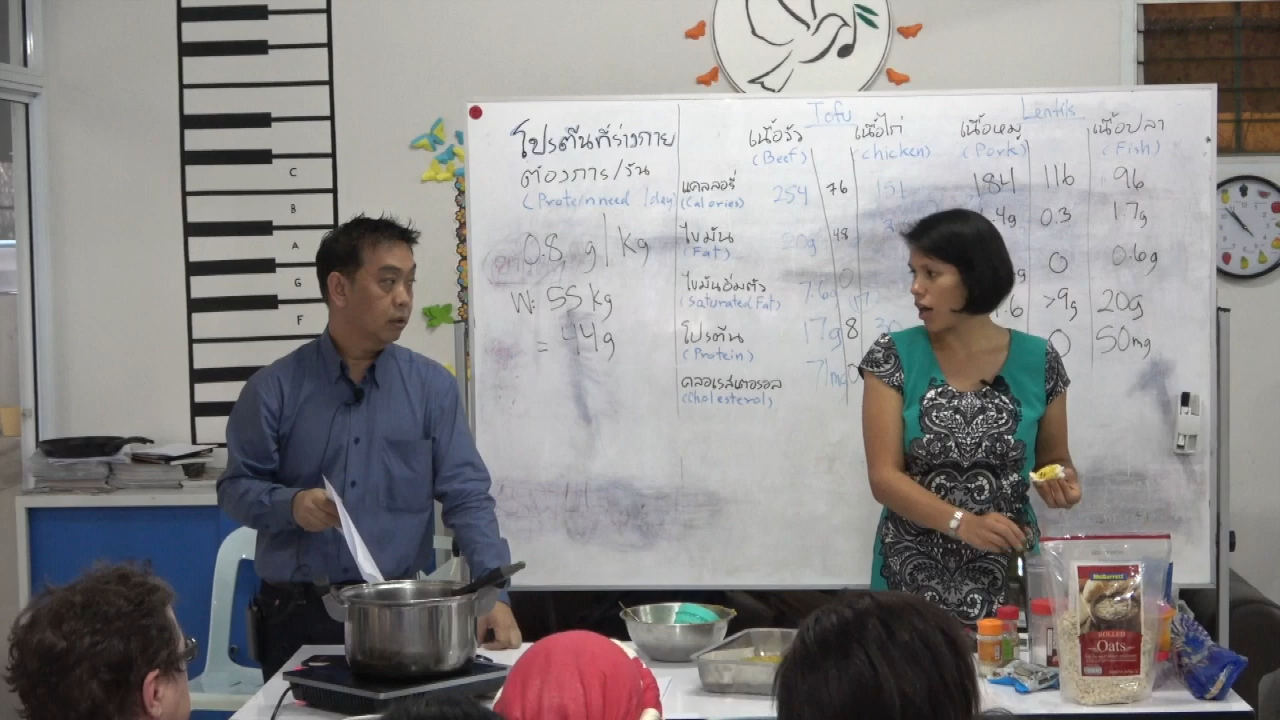 โปรตีนที่ร่างกาย
ต้องการ/วัน
(Protein need /day)
0.8 g/kg
W: 55 kg
= 44g
Tofu
Lentils
เนื้อวัว
เนื้อไก่
เนื้อหมู
เนื้อปลา
(Beef)
chicken)
(Pork)
(Fish)
แคลลอรี่
(Calories)
254
76
151
184
116
96
ไขมัน
(Fat)
20g
48
0.3
1.7g
ไขมันอิ่มตัว
(saturated Fat)
0
0
0.6g
โปรตีน
(Protein)
17g
8
>9g
20g
คลอเรสเตอรอล
(Cholesterol)
71mg
0
50mg
C
B
A
G
F
McGarrett
ROLLED
Oats